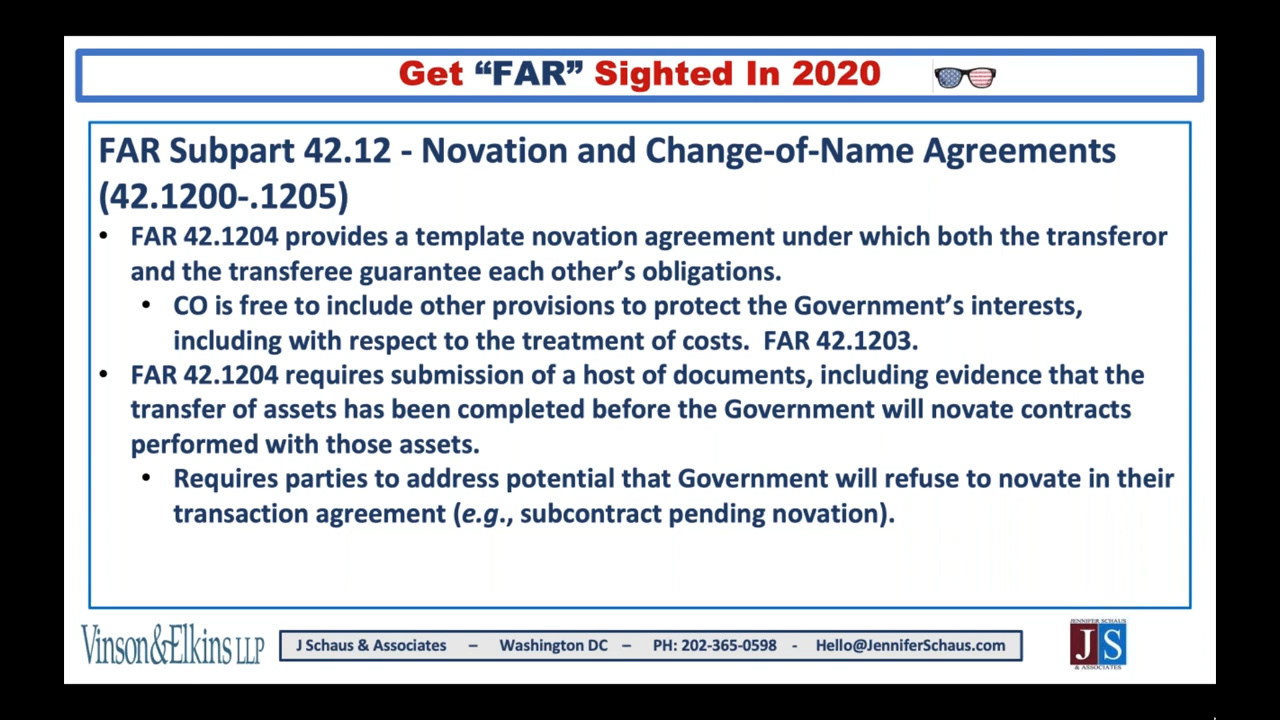 Get “FAR” Sighted In 2020
FAR Subpart 42.12 - Novation and Change-of-Name Agreements
(42.1200-.1205)
• FAR 42.1204 provides a template novation agreement under which both the transferor
and the transferee guarantee each other’s obligations.
• CO is free to include other provisions to protect the Government’s interests,
including with respect to the treatment of costs.  FAR 42.1203.
• FAR 42.1204 requires submission of a host of documents, including evidence that the
transfer of assets has been completed before the Government will novate contracts
performed with those assets.
• Requires parties to address potential that Government will refuse to novate in their
transaction agreement (e.g., subcontract pending novation).
Vinson&Elkins LLP
J Schaus & Associates – Washington DC – PH: 202-365-0598 - Hello@JenniferSchaus.com
JENNIFER SCHAUS
JS
& ASSOCIATES